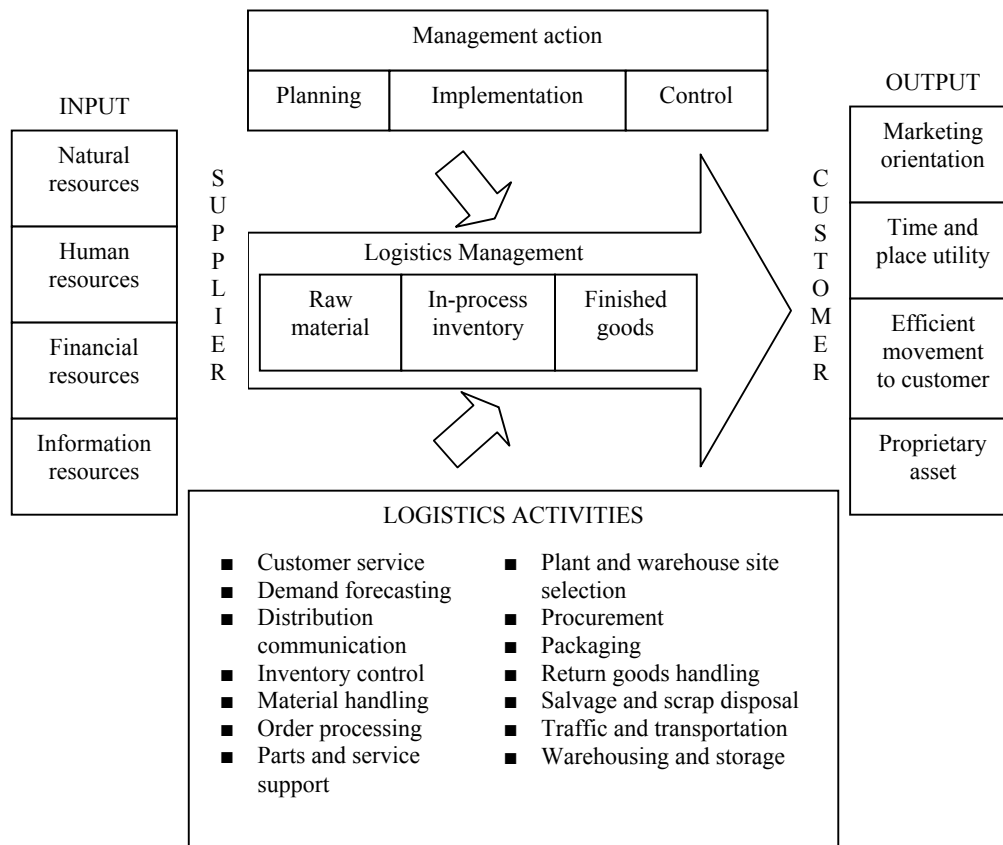 Management action
Planning
Implementation
Control
INPUT
Natural
resources
Human
resources
Financial
resources
Information
resources
SUPPLIER
Logistics Management
Raw
material
In-process
inventory
Finished
goods
CUSTOMER
OUTPUT
Marketing
orientation
Time and
place utility
Efficient
movement
to customer
Proprietary
asset
LOGISTICS ACTIVITIES
■ Customer service
■ Demand forecasting
■ Distribution
communication
■ Inventory control
■ Material handling
■ Order processing
■ Parts and service
support
■ Plant and warehouse site
selection
■ Procurement
■ Packaging
■ Return goods handling
■ Salvage and scrap disposal
■ Traffic and transportation
■ Warehousing and storage